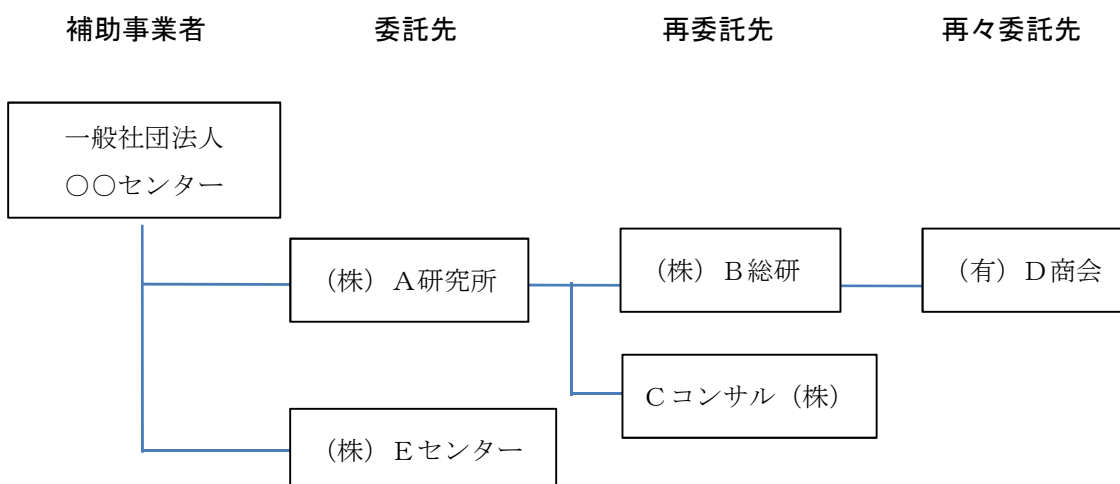 補助事業者
委託先
再委託先
再々委託先
一般社団法人
○○センター
(株)A研究所
(株)B総研
(有)D商会
Cコンサル(株)
(株)Eセンター